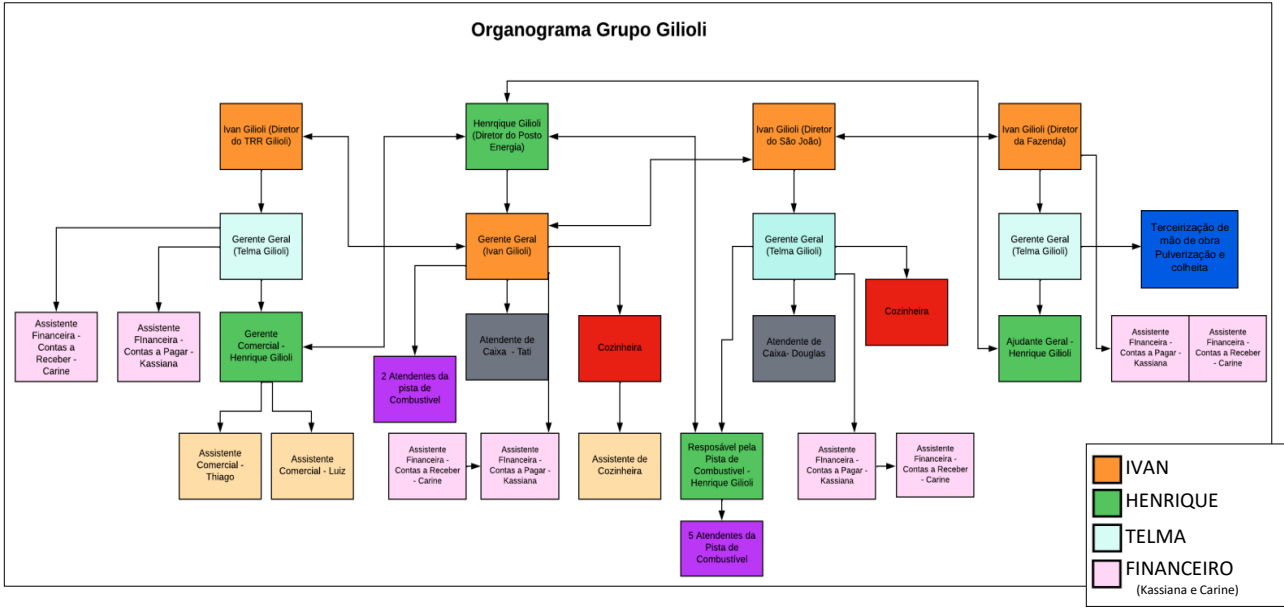 Organograma Grupo Gilioli
Ivan Gilioli (Diretor
do TRR Gilioli)
Henrqique Gilioli
(Diretor do Posto
Energia)
Ivan Gilioli (Diretor
do São João)
Ivan Gilioli (Diretor
da Fazenda)
Gerente Geral
(Telma Gilioli)
Gerente Geral
(Ivan Gilioli)
Gerente Geral
(Telma Gilioli)
Gerente Geral
(Telma Gilioli)
Terceirização de
mão de obra
Pulverização e
colheita
Assistente
Financeira -
Contas a
Receber -
Carine
Assistente
FInanceira -
Contas a Pagar -
Kassiana
Gerente
Comercial -
Henrique Gilioli
2 Atendentes da
pista de
Combustivel
Atendente de
Caixa - Tati
Cozinheira
Atendente de
Caixa- Douglas
Cozinheira
Ajudante Geral -
Henrique Gilioli
Assistente
FInanceira -
Contas a Pagar -
Kassiana
Assistente
Financeira -
Contas a Receber
- Carine
Assistente
Comercial -
Thiago
Assistente
Comercial - Luiz
Assistente
Financeira -
Contas a Receber
- Carine
Assistente
FInanceira -
Contas a Pagar -
Kassiana
Assistente de
Cozinheira
Resposável pela
Pista de
Combustivel -
Henrique Gilioli
Assistente
FInanceira -
Contas a Pagar -
Kassiana
Assistente
Financeira -
Contas a Receber
- Carine
5 Atendentes da
Pista de
Combustível
IVAN
HENRIQUE
TELMA
FINANCEIRO
(Kassiana e Carine)